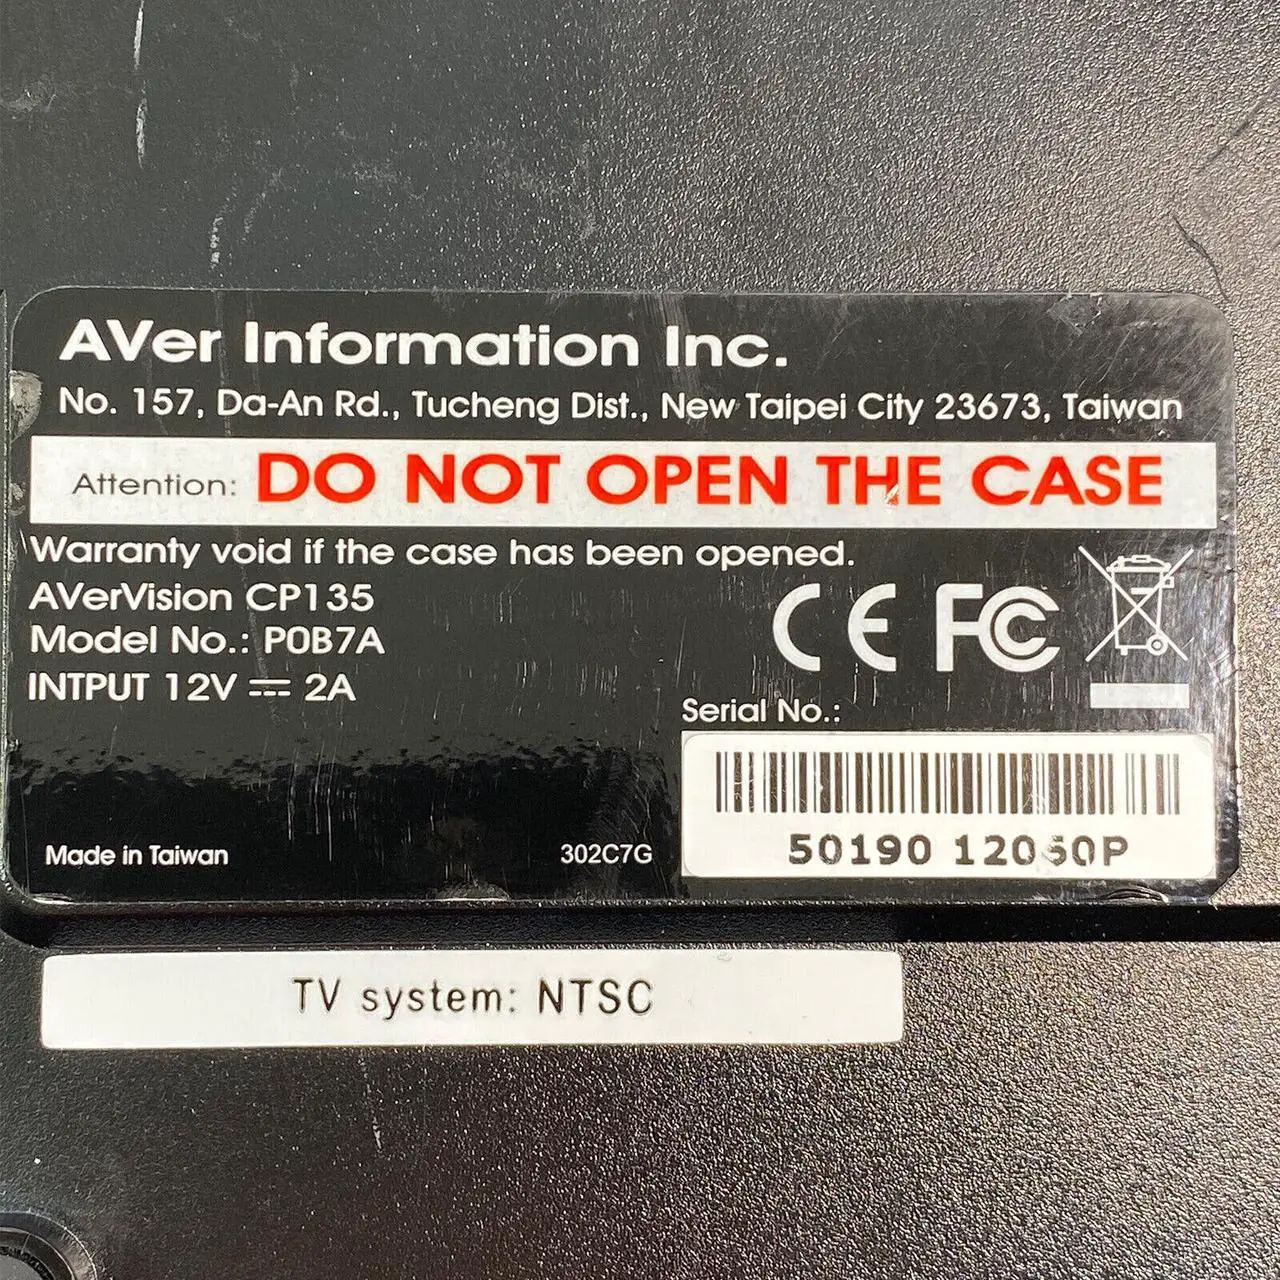 AVer Information Inc.
No. 157, Da-An Rd., Tucheng Dist., New Taipei City 23673, Taiwan
Attention: DO NOT OPEN THE CASE
Warranty void if the case has been opened.
AVerVision CP135
Model No.: P0B7A
INTPUT 12V ⎓ 2A
CE FC
Serial No.:
50190
Made in Taiwan
302C7G
TV system: NTSC